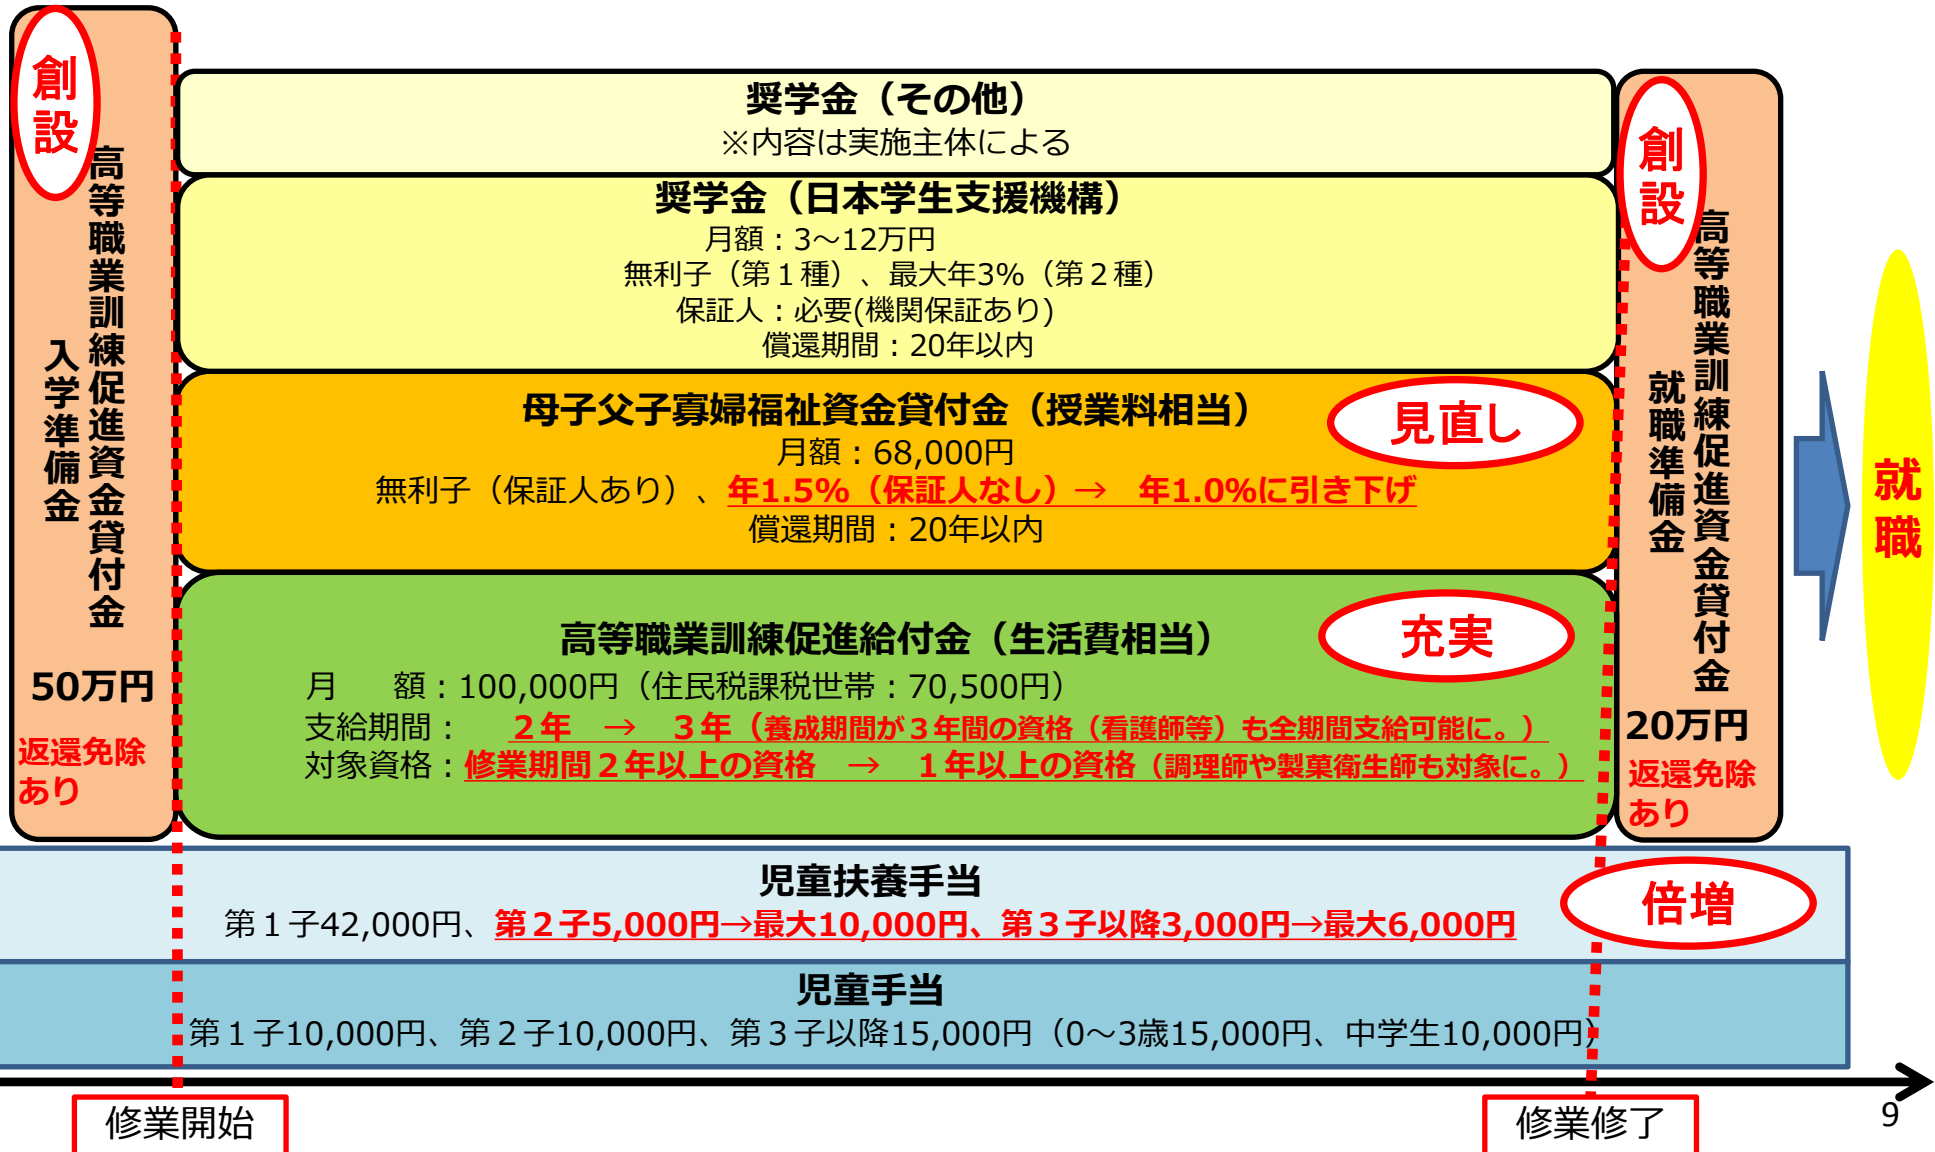 創設
高等職業訓練促進資金貸付金
入学準備金
50万円
返還免除
あり
奨学金（その他）
※内容は実施主体による
奨学金（日本学生支援機構）
月額：3～12万円
無利子（第１種）、最大年3%（第２種）
保証人：必要(機関保証あり)
償還期間：20年以内
母子父子寡婦福祉資金貸付金（授業料相当）
見直し
月額：68,000円
無利子（保証人あり）、年1.5%（保証人なし）→　年1.0%に引き下げ
償還期間：20年以内
高等職業訓練促進給付金（生活費相当）
充実
月　額：100,000円（住民税課税世帯：70,500円）
支給期間：　２年　→　３年（養成期間が３年間の資格（看護師等）も全期間支給可能に。）
対象資格：修業期間２年以上の資格　→　１年以上の資格（調理師や製菓衛生師も対象に。）
創設
高等職業訓練促進資金貸付金
就職準備金
20万円
返還免除
あり
就職
児童扶養手当
倍増
第１子42,000円、第２子5,000円→最大10,000円、第３子以降3,000円→最大6,000円
児童手当
第１子10,000円、第２子10,000円、第３子以降15,000円（0～3歳15,000円、中学生10,000円）
修業開始
修業修了
9